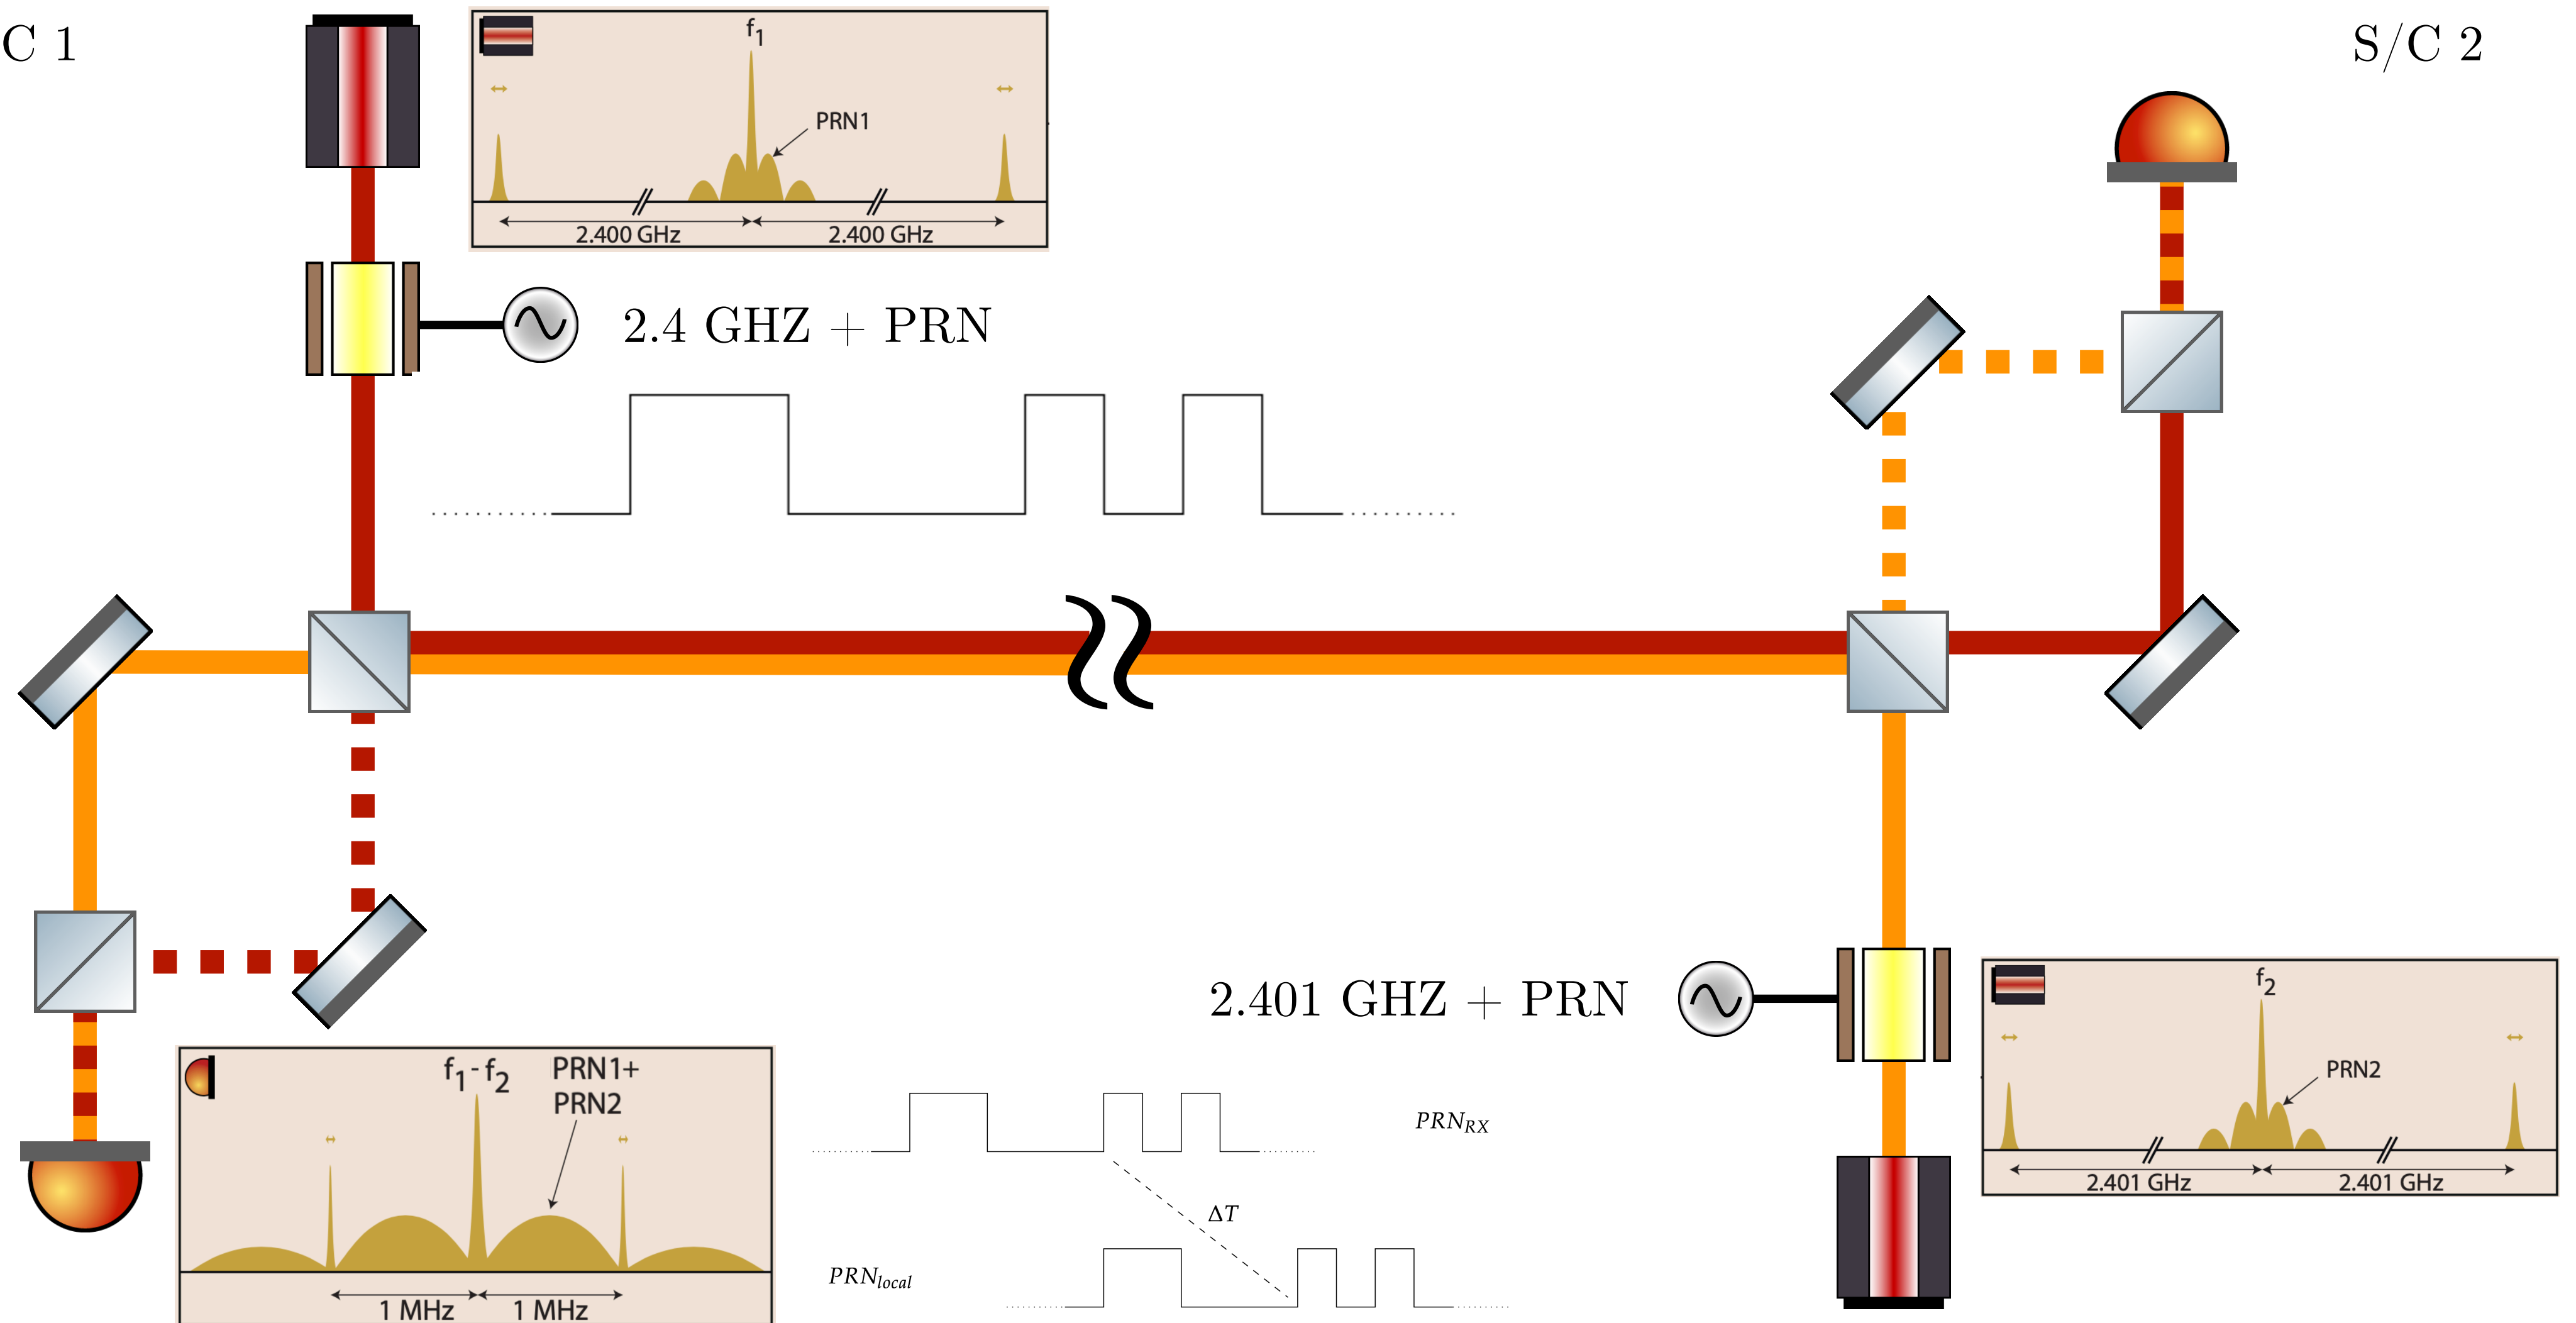 C 1
S/C 2
f1
PRN1
2.400 GHz
2.400 GHz
2.4 GHZ + PRN
2.401 GHZ + PRN
f2
PRN2
2.401 GHz
2.401 GHz
f1 - f2
PRN1+
PRN2
1 MHz
1 MHz
PRNRX
ΔT
PRNlocal